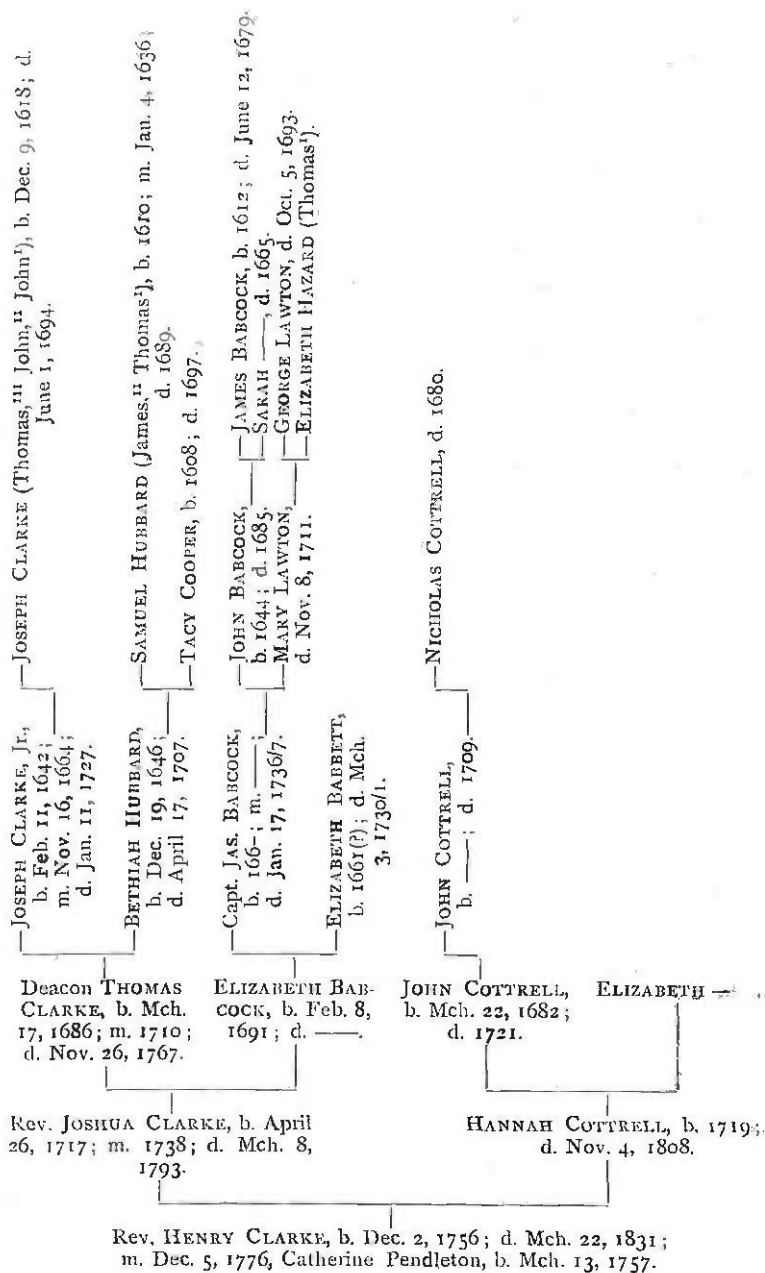 JOSEPH CLARKE (Thomas,III John,II John1), b. Dec. 9, 1618; d.
June 1, 1694.
SAMUEL HUBBARD (James,II Thomas1), b. 1610; m. Jan. 4, 1636;
d. 1689.
TACY COOPER, b. 1608; d. 1697.
JAMES BABCOCK, b. 1612; d. June 12, 1679.
SARAH ——, d. 1665.
GEORGE LAWTON, d. Oct. 5, 1693.
ELIZABETH HAZARD (Thomas1).
JOHN BABCOCK,
b. 1644; d. 1685.
MARY LAWTON,
d. Nov. 8, 1711.
NICHOLAS COTTRELL, d. 1680.
JOSEPH CLARKE, Jr.,
b. Feb. 11, 1642;
m. Nov. 16, 1664;
d. Jan. 11, 1727.
BETHIAH HUBBARD,
b. Dec. 19, 1646;
d. April 17, 1707.
Capt. JAS. BABCOCK,
b. 166-; m. ——;
d. Jan. 17, 1736/7.
ELIZABETH BABBETT,
b. 1661(?); d. Mch.
3, 1730/1.
JOHN COTTRELL,
b. ——; d. 1709.
Deacon THOMAS
CLARKE, b. Mch.
17, 1686; m. 1710;
d. Nov. 26, 1767.
ELIZABETH BAB-
COCK, b. Feb. 8,
1691; d. ——.
JOHN COTTRELL,
b. Mch. 22, 1682;
d. 1721.
ELIZABETH ——
Rev. JOSHUA CLARKE, b. April
26, 1717; m. 1738; d. Mch. 8,
1793.
HANNAH COTTRELL, b. 1719;
d. Nov. 4, 1808.
Rev. HENRY CLARKE, b. Dec. 2, 1756; d. Mch. 22, 1831;
m. Dec. 5, 1776, Catherine Pendleton, b. Mch. 13, 1757.